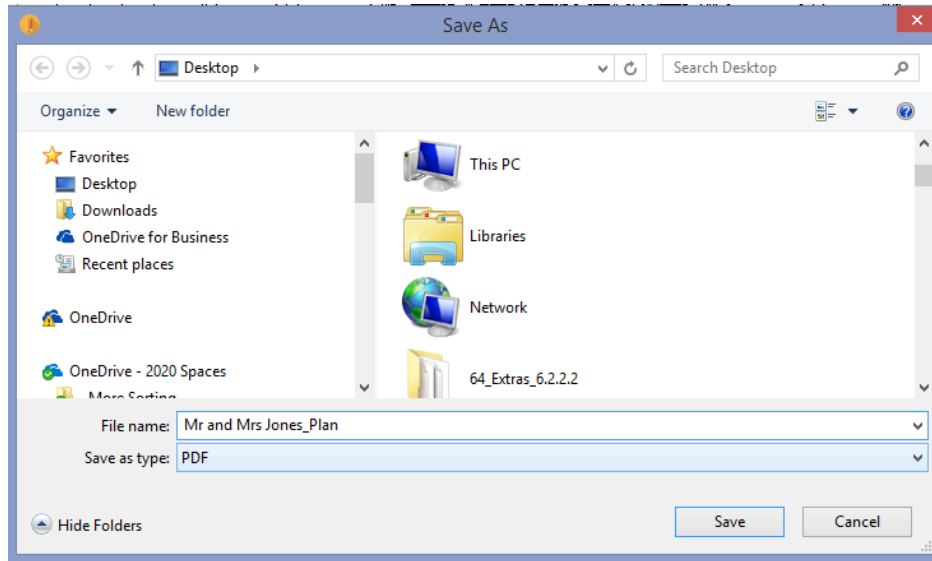 Save As
Desktop
Search Desktop
Organize
New folder
Favorites
Desktop
Downloads
OneDrive for Business
Recent places
OneDrive
OneDrive - 2020 Spaces
More Sorting
This PC
Libraries
Network
64_Extras_6.2.2.2
File name: Mr and Mrs Jones_Plan
Save as type: PDF
Hide Folders
Save
Cancel